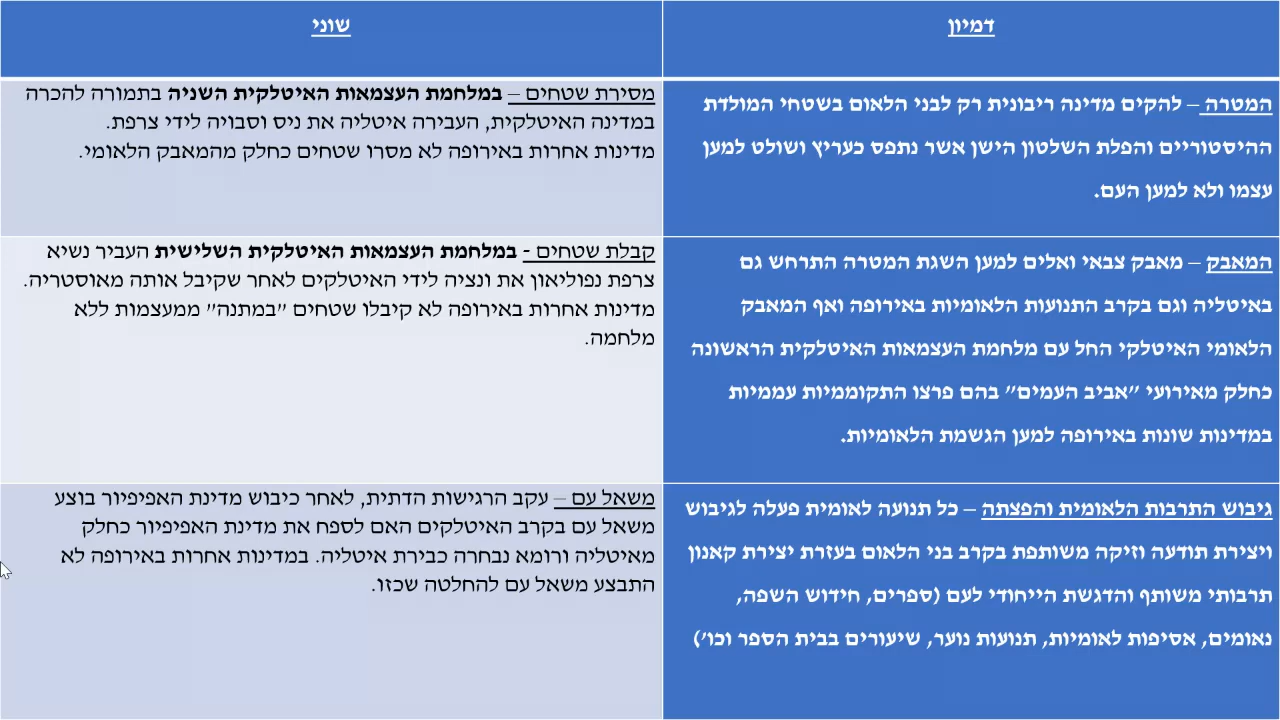 דמיון
שוני
המטרה – להקים מדינה ריבונית רק לבני הלאום בשטחי המולדת
ההיסטוריים והפלת השלטון הישן אשר נתפס כעריץ ושולט למען
עצמו ולא למען העם.
מסירת שטחים – במלחמת העצמאות האיטלקית השניה בתמורה להכרה
במדינה האיטלקית, העבירה איטליה את ניס וסבויה לידי צרפת.
מדינות אחרות באירופה לא מסרו שטחים כחלק מהמאבק הלאומי.
המאבק – מאבק צבאי ואלים למען השגת המטרה התרחש גם
באיטליה וגם בקרב התנועות הלאומיות באירופה ואף המאבק
הלאומי האיטלקי החל עם מלחמת העצמאות האיטלקית הראשונה
כחלק מאירועי "אביב העמים" בהם פרצו התקוממויות עממיות
במדינות שונות באירופה למען הגשמת הלאומיות.
קבלת שטחים - במלחמת העצמאות האיטלקית השלישית העביר נשיא
צרפת נפוליאון את ונציה לידי האיטלקים לאחר שקיבל אותה מאוסטריה.
מדינות אחרות באירופה לא קיבלו שטחים "במתנה" ממעצמות ללא
מלחמה.
גיבוש התרבות הלאומית והפצתה – כל תנועה לאומית פעלה לגיבוש
ויצירת תודעה וזיקה משותפת בקרב בני הלאום בעזרת יצירת קאנון
תרבותי משותף והדגשת הייחודי לעם (ספרים, חידוש השפה,
נאומים, אסיפות לאומיות, תנועות נוער, שיעורים בבית הספר וכו')
משאל עם – עקב הרגישות הדתית, לאחר כיבוש מדינת האפיפיור בוצע
משאל עם בקרב האיטלקים האם לספח את מדינת האפיפיור כחלק
מאיטליה ורומא נבחרה כבירת איטליה. במדינות אחרות באירופה לא
התבצע משאל עם להחלטה שכזו.